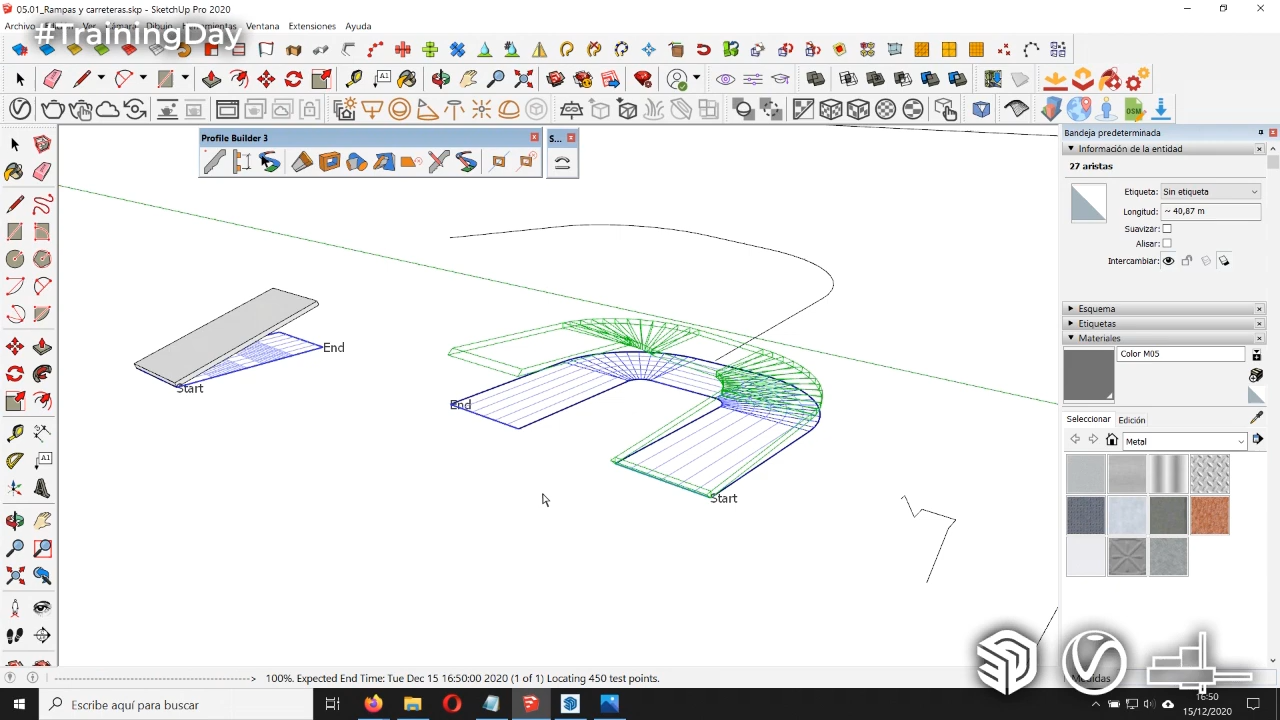 05.01_Rampas y carreteras.skp - SketchUp Pro 2020
#TrainingDay
Archivo
Ver
Cámara
Dibujo
Herramientas
Ventana
Extensiones
Ayuda
A1
OSM
Profile Builder 3
S...
Bandeja predeterminada
Información de la entidad
27 aristas
Etiqueta:
Sin etiqueta
Longitud:
~ 40,87 m
Suavizar:
Alisar:
Intercambiar:
Esquema
Etiquetas
Materiales
Color M05
Seleccionar
Edición
Metal
End
Start
End
Start
A1
100%. Expected End Time: Tue Dec 15 16:50:00 2020 (1 of 1) Locating 450 test points.
Medidas
Escribe aquí para buscar
16:50
15/12/2020